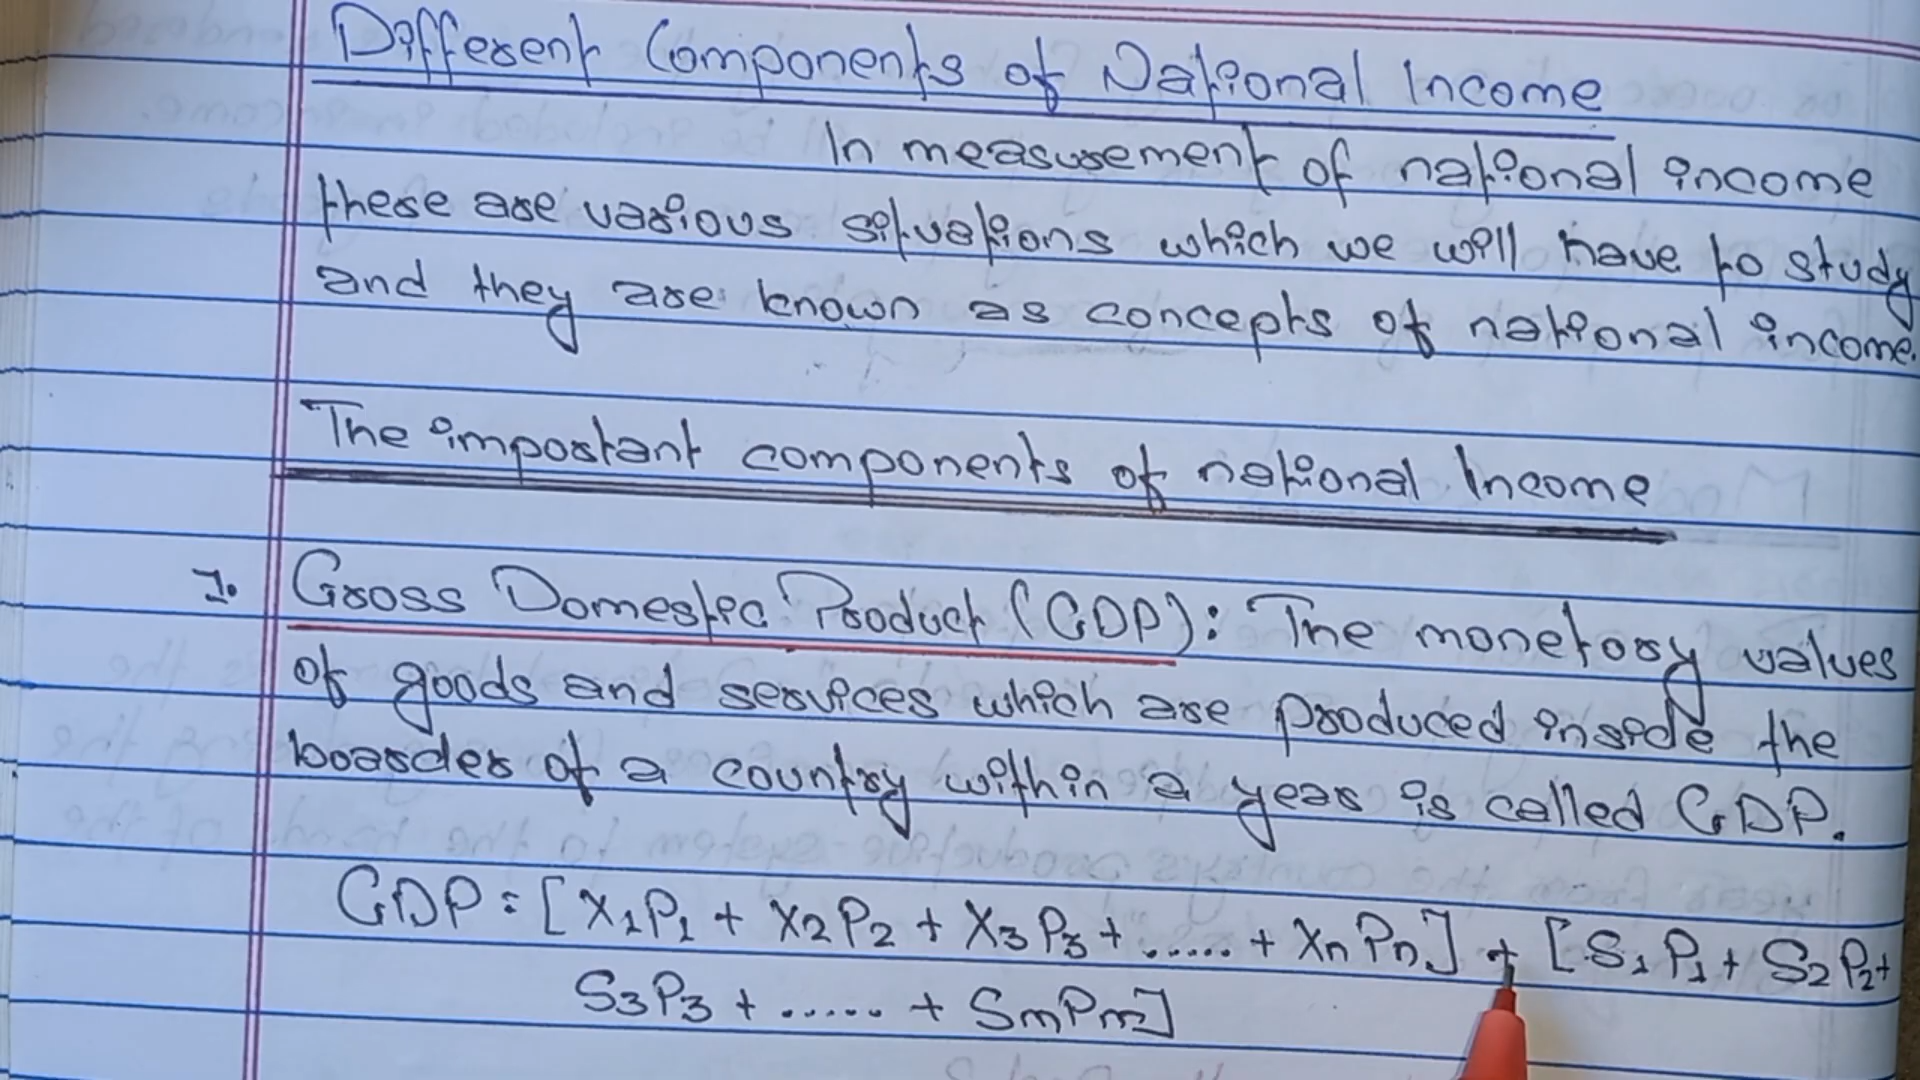 Different Components of National Income
In measurement of national income
these are various situations which we will have to study
and they are known as concepts of national income.
The important components of national Income
1. Gross Domestic Product (GDP): The monetory values
of goods and services which are produced inside the
boarder of a country within a year is called GDP.
GDP = [X1P1 + X2P2 + X3P3 + ..... + XnPn] + [S1P1 + S2P2+
S3P3 + ..... + SmPm]